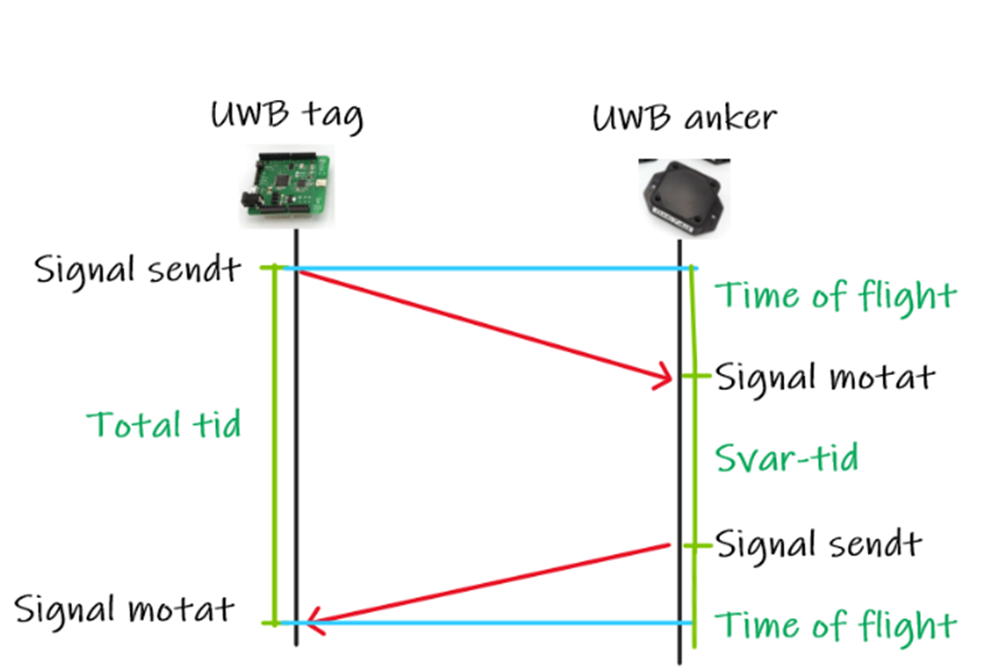 UWB tag
UWB anker
Signal sendt
Time of flight
Signal motat
Total tid
Svar-tid
Signal sendt
Signal motat
Time of flight